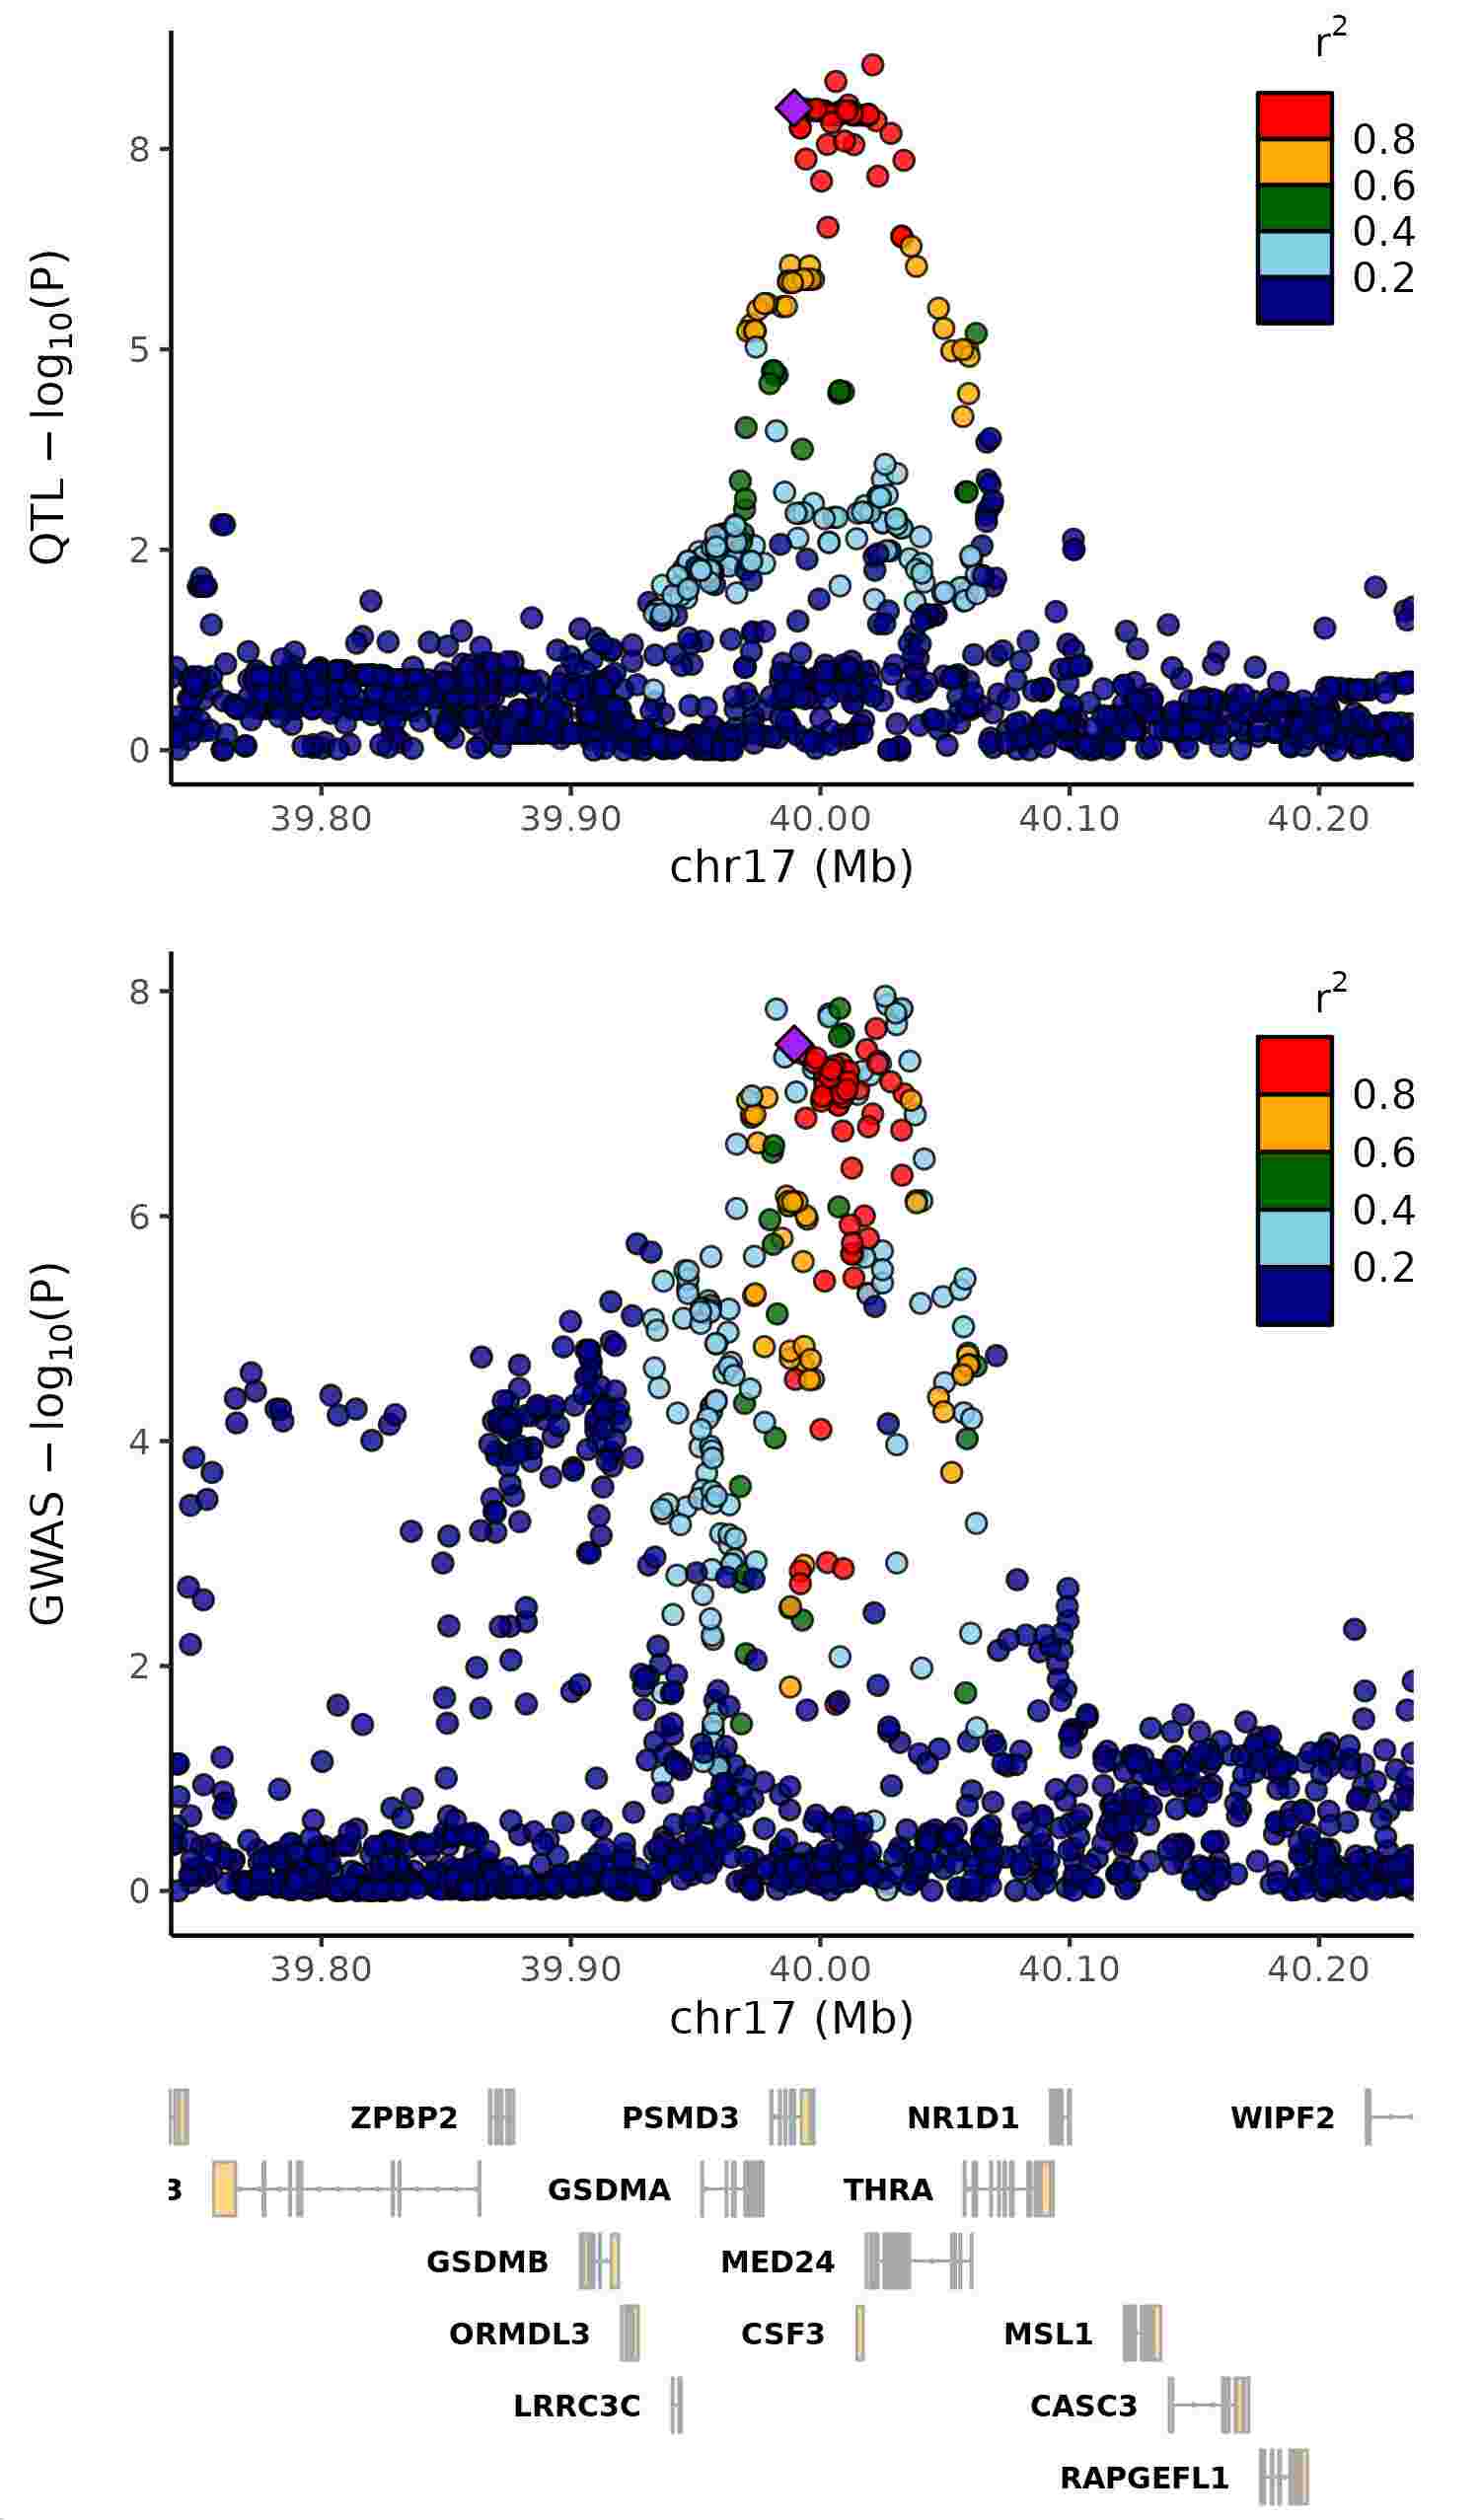 r2
8
5
2
0
0.8
0.6
0.4
0.2
QTL −log10(P)
39.80 39.90 40.00 40.10 40.20
chr17 (Mb)
r2
8
6
4
2
0
0.8
0.6
0.4
0.2
GWAS −log10(P)
39.80 39.90 40.00 40.10 40.20
chr17 (Mb)
ZPBP2 PSMD3 NR1D1 WIPF2
3 GSDMA THRA
GSDMB MED24
ORMDL3 CSF3 MSL1
LRRC3C CASC3
RAPGEFL1